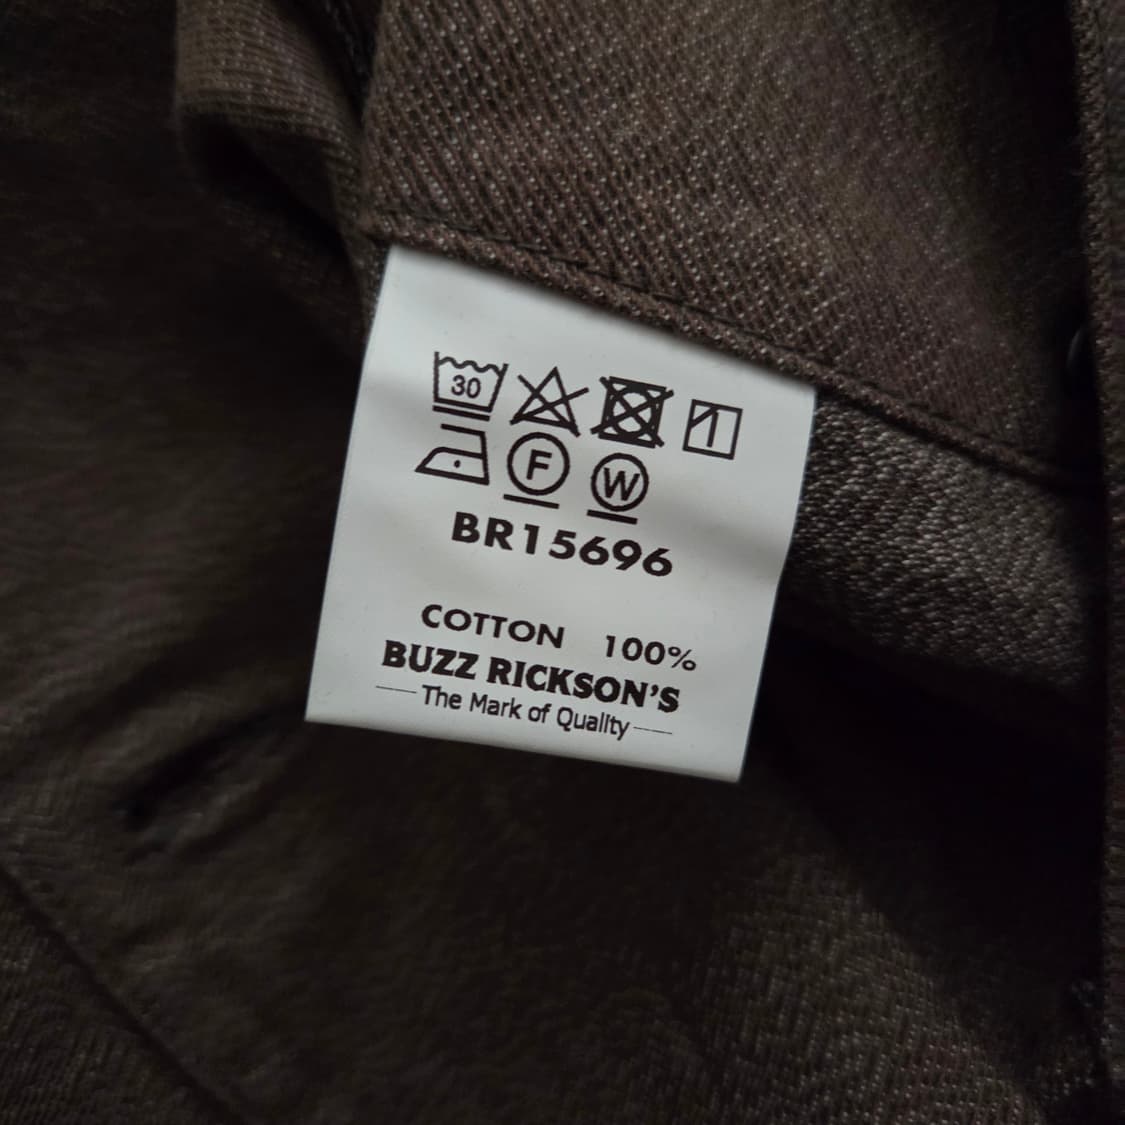 30
F W
BR15696
COTTON 100%
BUZZ RICKSON'S
The Mark of Quality